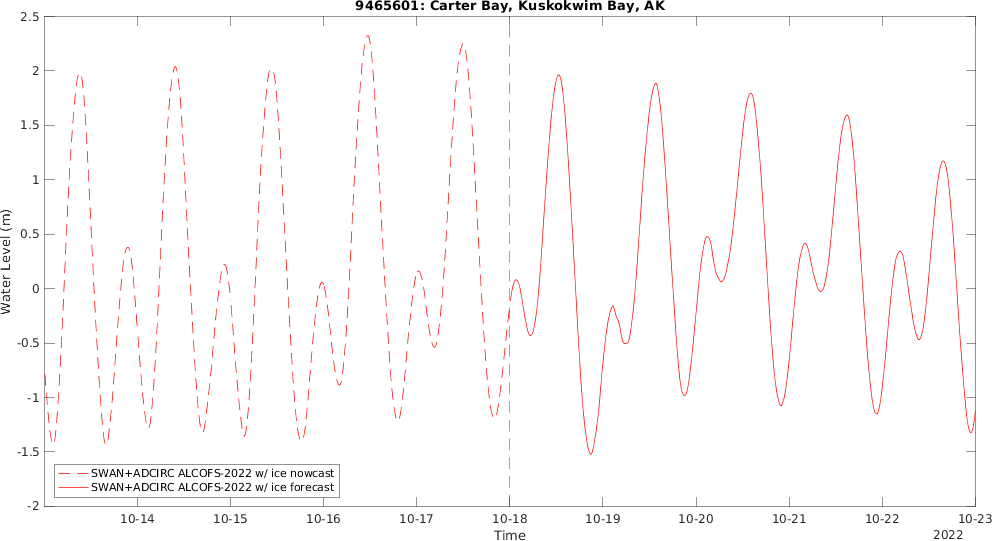 9465601: Carter Bay, Kuskokwim Bay, AK
2.5
2
1.5
1
0.5
0
-0.5
-1
-1.5
-2
Water Level (m)
SWAN+ADCIRC ALCOFS-2022 w/ ice nowcast
SWAN+ADCIRC ALCOFS-2022 w/ ice forecast
10-14 10-15 10-16 10-17 10-18 10-19 10-20 10-21 10-22 10-23
Time
2022